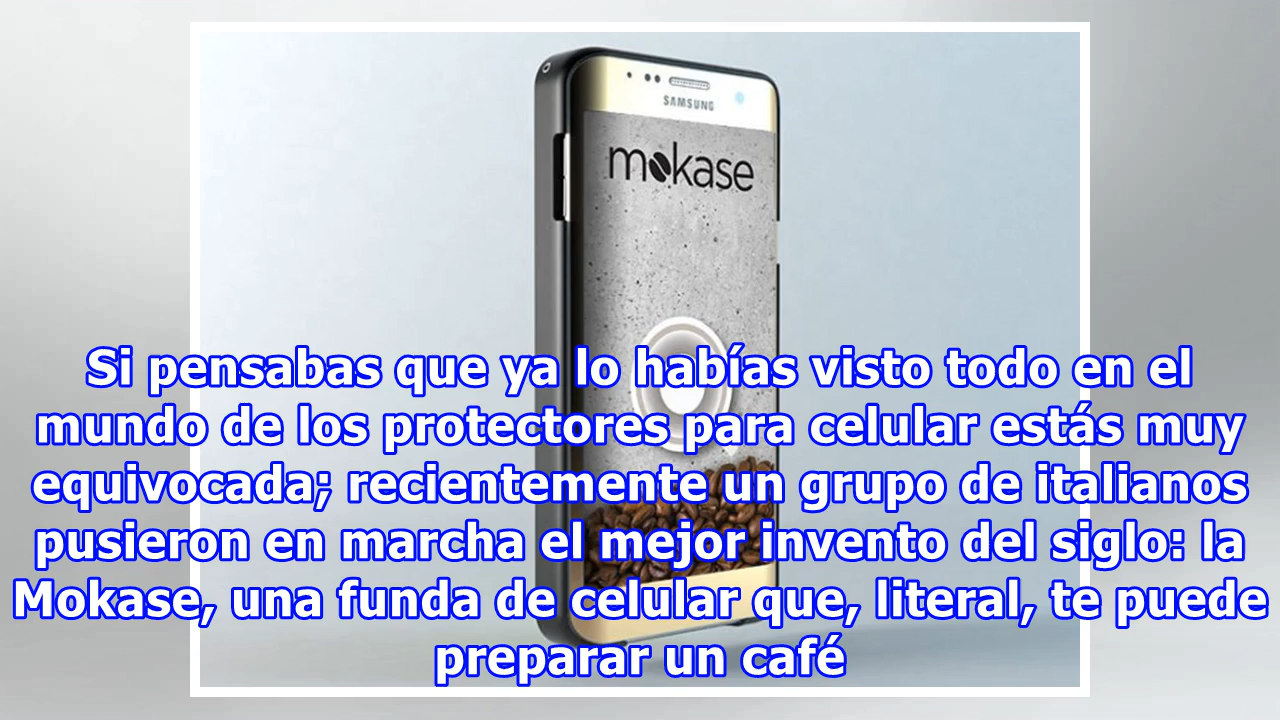 SAMSUNG
mokase
Si pensabas que ya lo habías visto todo en el
mundo de los protectores para celular estás muy
equivocada; recientemente un grupo de italianos
pusieron en marcha el mejor invento del siglo: la
Mokase, una funda de celular que, literal, te puede
preparar un café